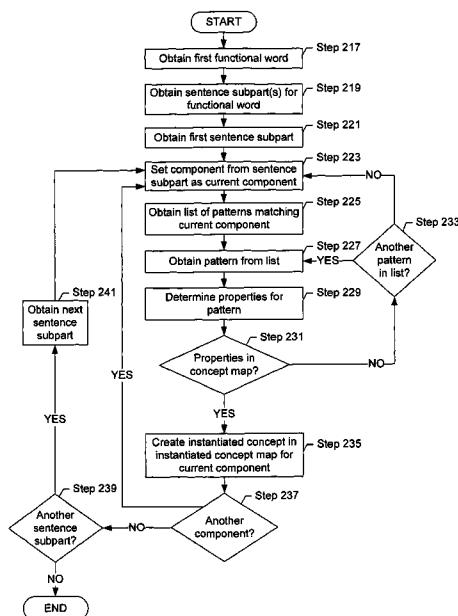 START
Step 217
Obtain first functional word
Step 219
Obtain sentence subpart(s) for
functional word
Step 221
Obtain first sentence subpart
Step 223
Set component from sentence
subpart as current component
NO
Step 225
Obtain list of patterns matching
current component
Step 233
Another
pattern
in list?
Step 227
Obtain pattern from list
YES
Step 241
Obtain next
sentence
subpart
Step 229
Determine properties for
pattern
Step 231
Properties in
concept map?
NO
YES
YES
YES
Step 235
Create instantiated concept in
instantiated concept map for
current component
Step 239
Another
sentence
subpart?
NO
Step 237
Another
component?
NO
END